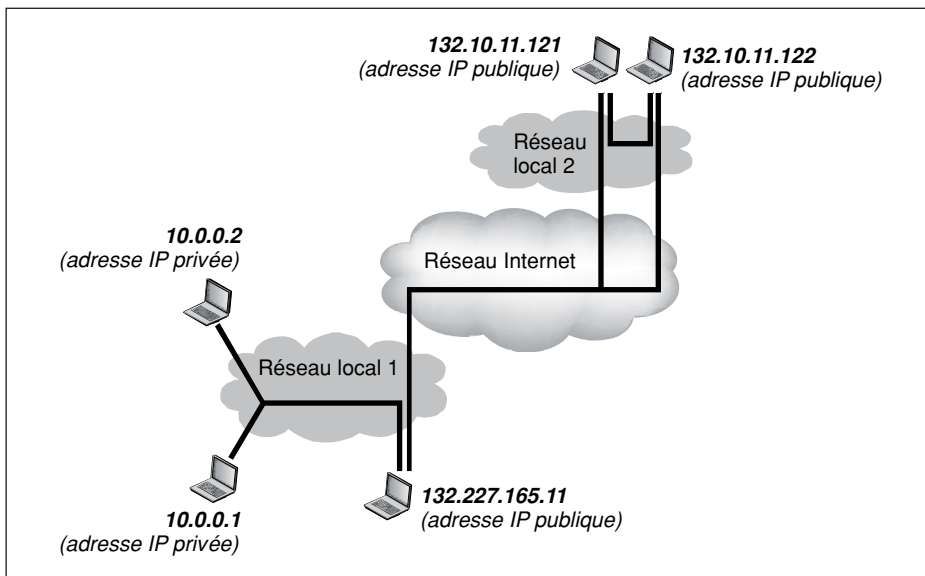 132.10.11.121
(adresse IP publique)
132.10.11.122
(adresse IP publique)
Réseau
local 2
10.0.0.2
(adresse IP privée)
Réseau Internet
Réseau local 1
10.0.0.1
(adresse IP privée)
132.227.165.11
(adresse IP publique)